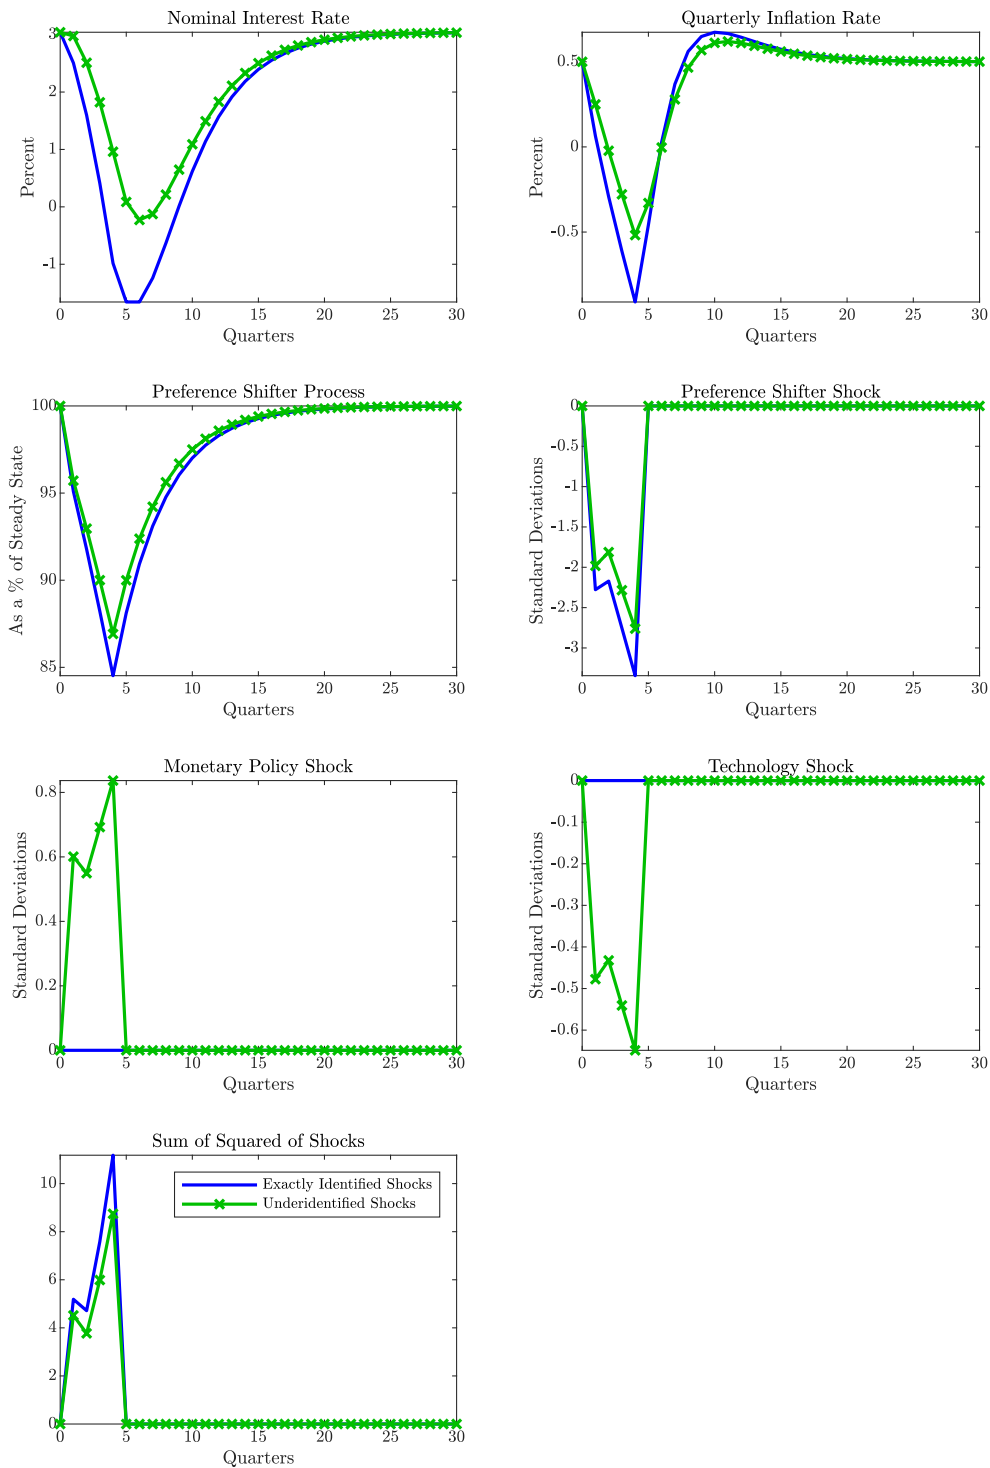 Nominal Interest Rate
Percent
3
2
1
0
-1
0 5 10 15 20 25 30
Quarters
Quarterly Inflation Rate
Percent
0.5
0
-0.5
0 5 10 15 20 25 30
Quarters
Preference Shifter Process
As a % of Steady State
100
95
90
85
0 5 10 15 20 25 30
Quarters
Preference Shifter Shock
Standard Deviations
0
-0.5
-1
-1.5
-2
-2.5
-3
0 5 10 15 20 25 30
Quarters
Monetary Policy Shock
Standard Deviations
0.8
0.6
0.4
0.2
0
0 5 10 15 20 25 30
Quarters
Technology Shock
Standard Deviations
0
-0.1
-0.2
-0.3
-0.4
-0.5
-0.6
0 5 10 15 20 25 30
Quarters
Sum of Squared of Shocks
10
8
6
4
2
0
Exactly Identified Shocks
Underidentified Shocks
0 5 10 15 20 25 30
Quarters